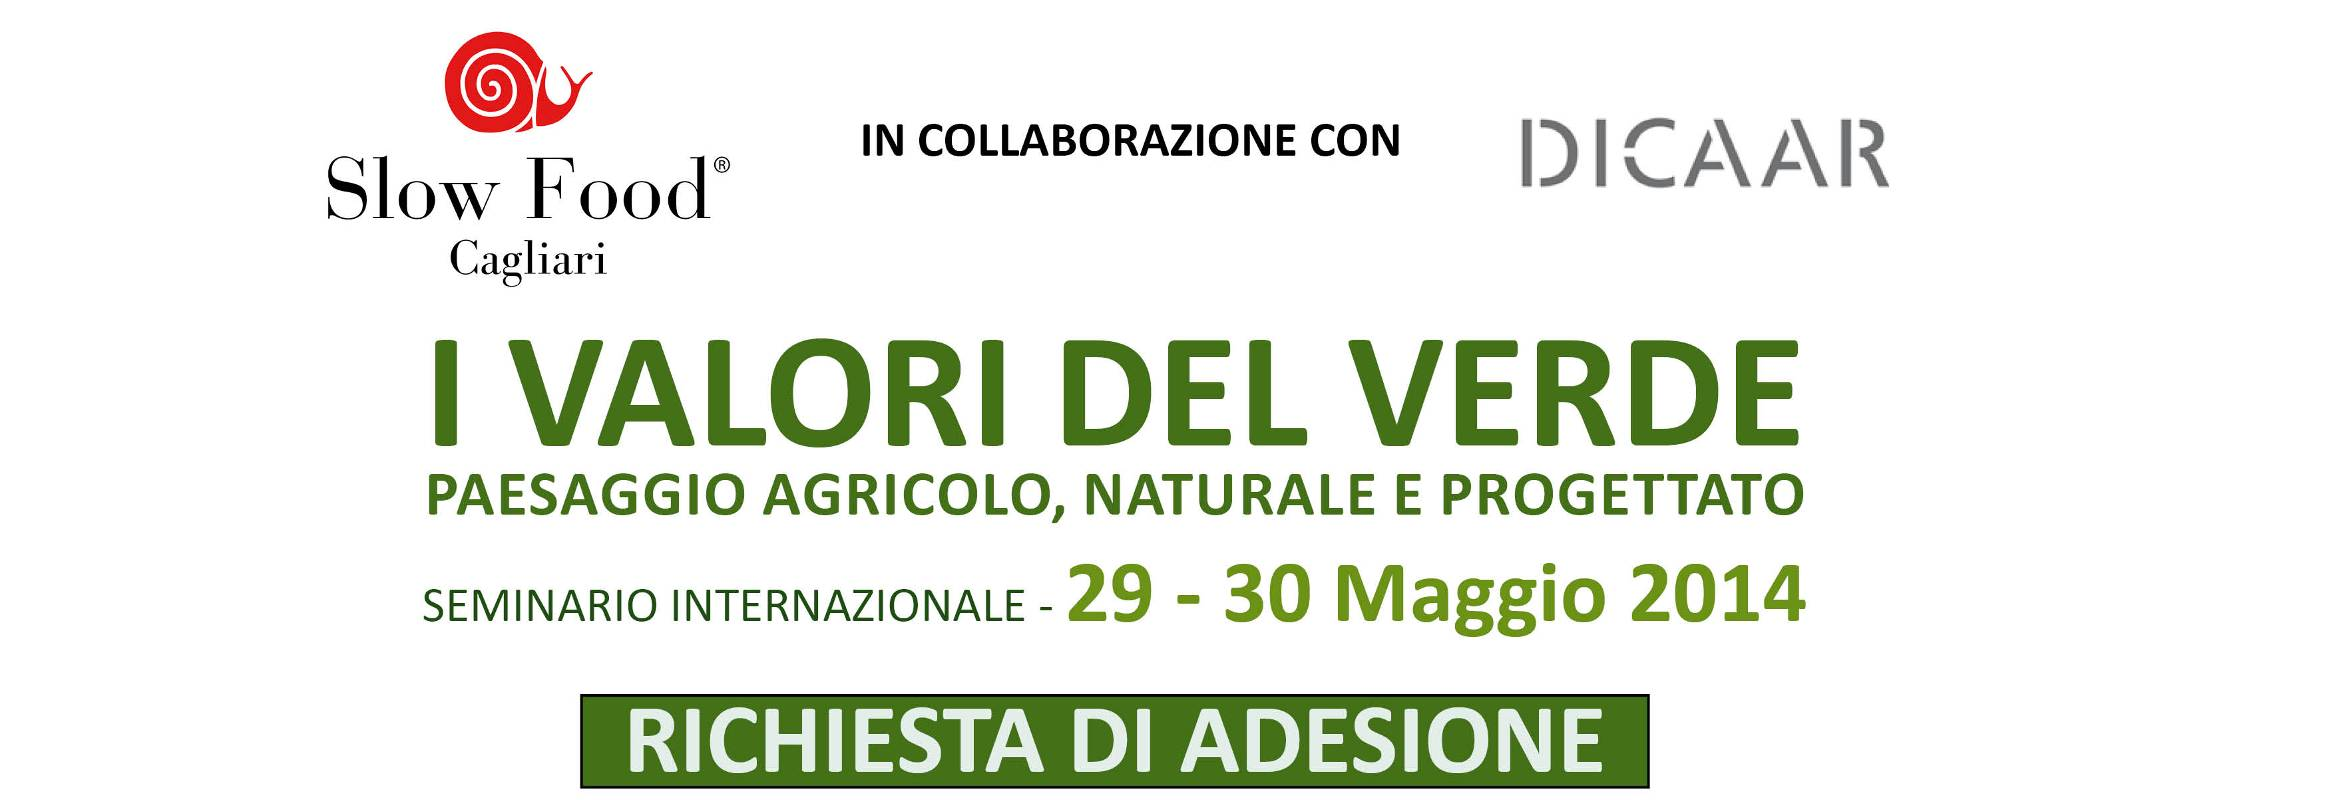 Slow Food®
Cagliari
IN COLLABORAZIONE CON
DICAAR
I VALORI DEL VERDE
PAESAGGIO AGRICOLO, NATURALE E PROGETTATO
SEMINARIO INTERNAZIONALE - 29 - 30 Maggio 2014
RICHIESTA DI ADESIONE